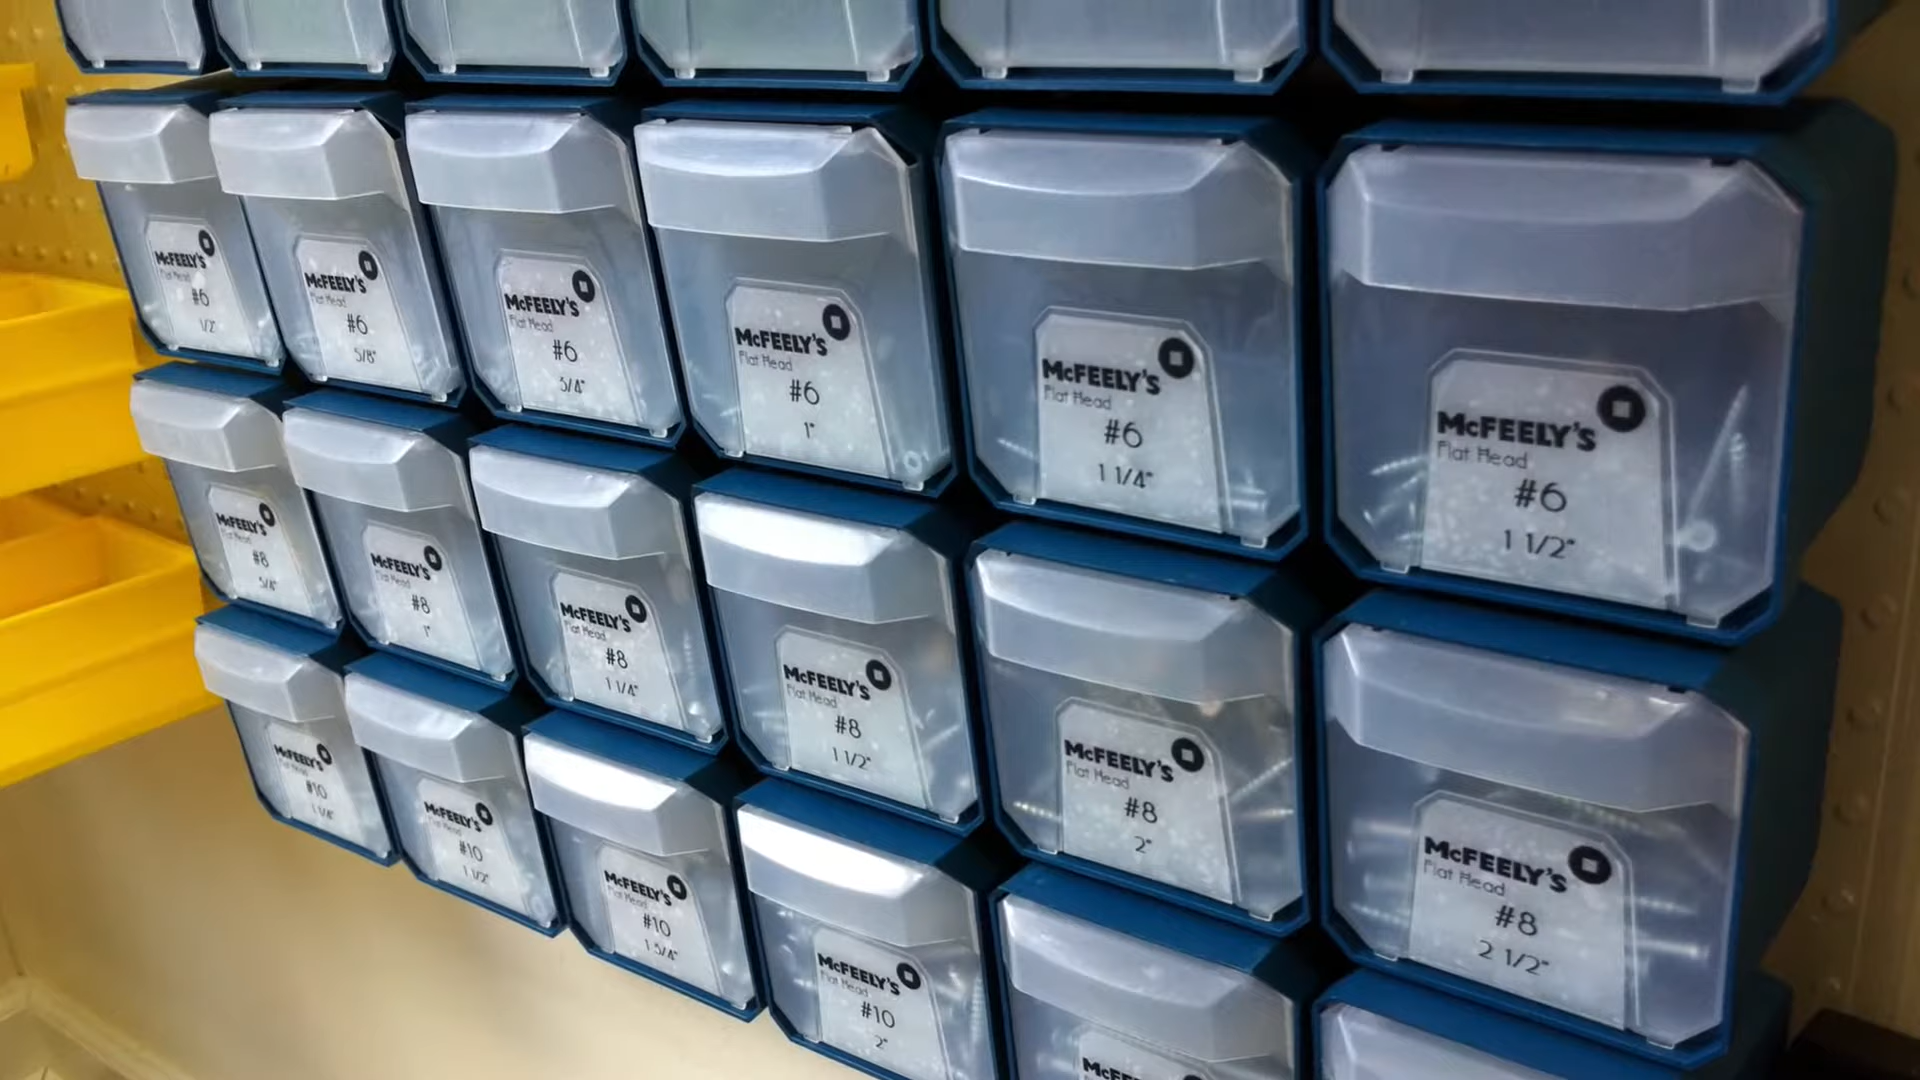 McFEELY'S
Flat Head
#6
1/2"
McFEELY'S
Flat Head
#6
5/8"
McFEELY'S
Flat Head
#6
3/4"
McFEELY'S
Flat Head
#6
1"
McFEELY'S
Flat Head
#6
1 1/4"
McFEELY'S
Flat Head
#6
1 1/2"
McFEELY'S
Flat Head
#8
3/4"
McFEELY'S
Flat Head
#8
1"
McFEELY'S
Flat Head
#8
1 1/4"
McFEELY'S
Flat Head
#8
1 1/2"
McFEELY'S
Flat Head
#8
2"
McFEELY'S
Flat Head
#8
2 1/2"
McFEELY'S
Flat Head
#10
1 1/4"
McFEELY'S
Flat Head
#10
1 1/2"
McFEELY'S
Flat Head
#10
1 3/4"
McFEELY'S
Flat Head
#10
2"